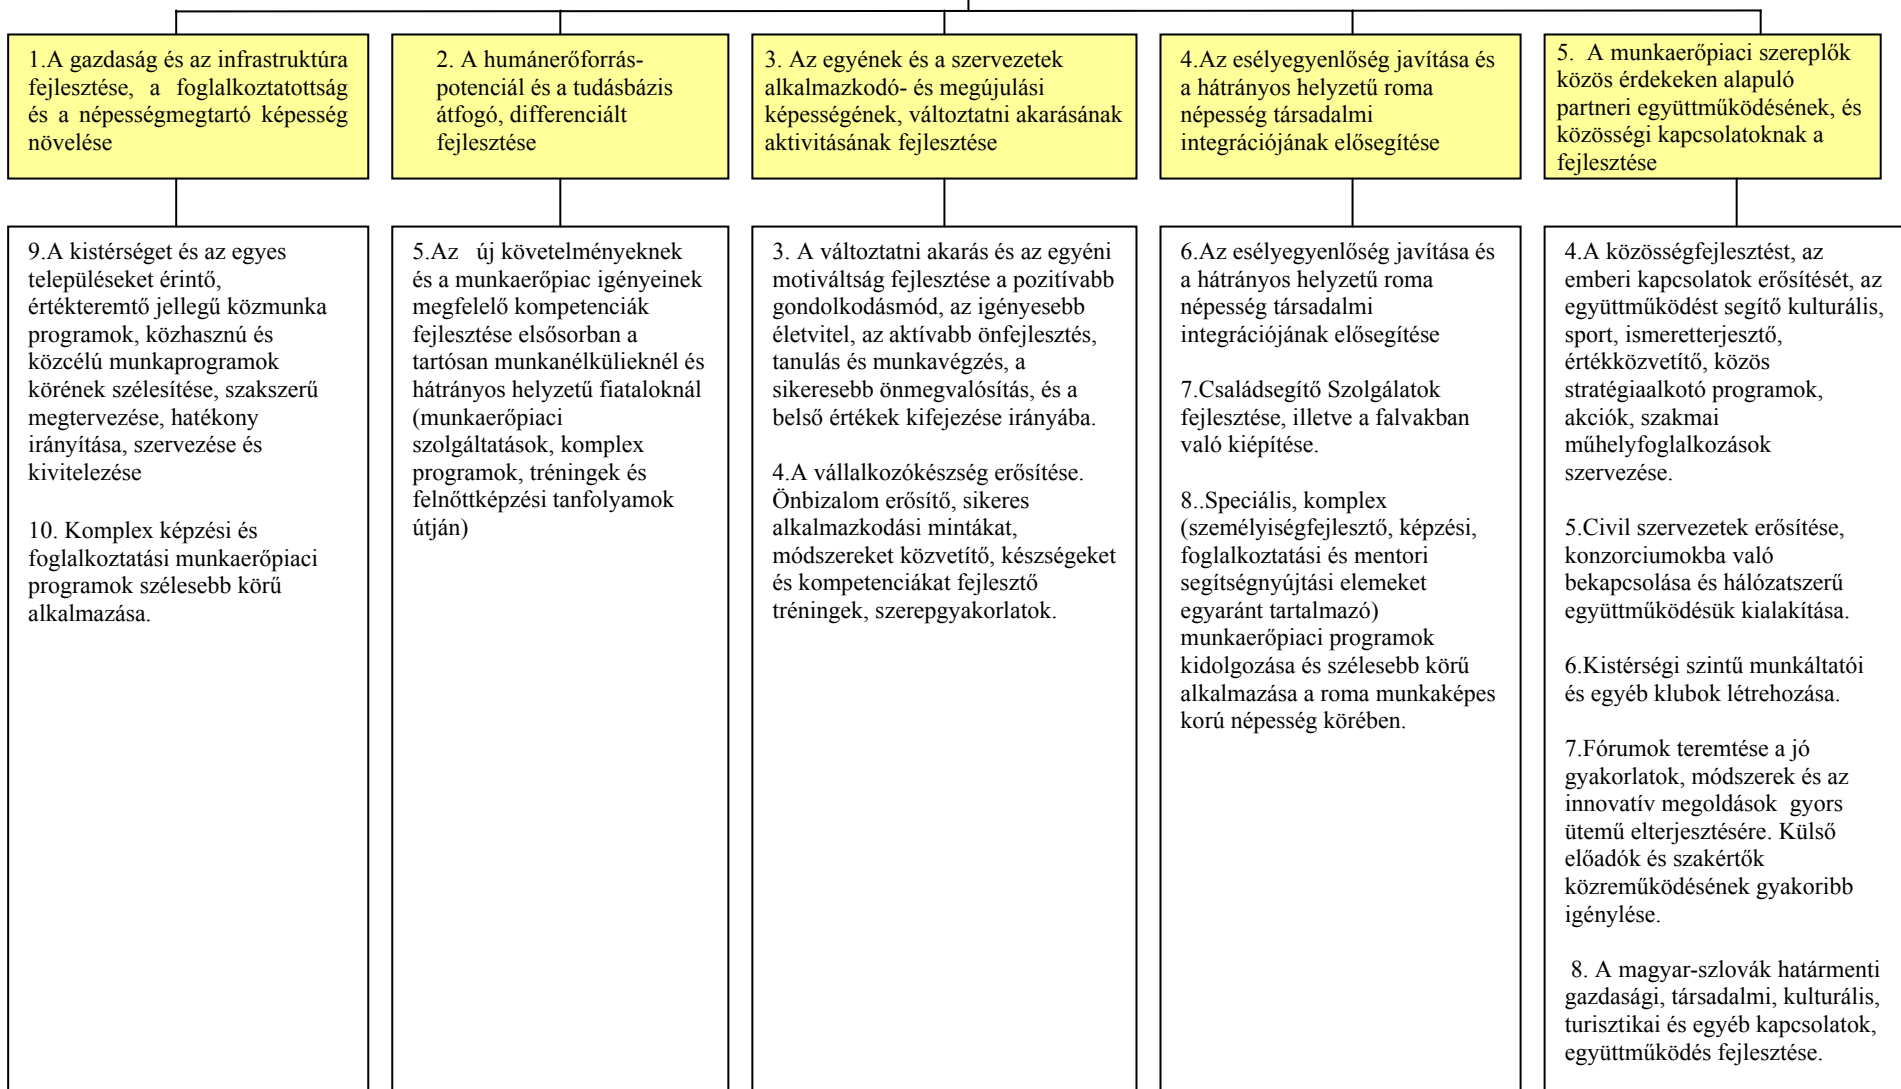 1.A gazdaság és az infrastruktúra
fejlesztése, a foglalkoztatottság
és a népességmegtartó képesség
növelése
2. A humánerőforrás-
potenciál és a tudásbázis
átfogó, differenciált
fejlesztése
3. Az egyének és a szervezetek
alkalmazkodó- és megújulási
képességének, változtatni akarásának
aktivitásának fejlesztése
4.Az esélyegyenlőség javítása és
a hátrányos helyzetű roma
népesség társadalmi
integrációjának elősegítése
5. A munkaerőpiaci szereplők
közös érdekeken alapuló
partneri együttműködésének, és
közösségi kapcsolatoknak a
fejlesztése
9.A kistérséget és az egyes
településeket érintő,
értékteremtő jellegű közmunka
programok, közhasznú és
közcélú munkaprogramok
körének szélesítése, szakszerű
megtervezése, hatékony
irányítása, szervezése és
kivitelezése
10. Komplex képzési és
foglalkoztatási munkaerőpiaci
programok szélesebb körű
alkalmazása.
5.Az új követelményeknek
és a munkaerőpiac igényeinek
megfelelő kompetenciák
fejlesztése elsősorban a
tartósan munkanélkülieknél és
hátrányos helyzetű fiataloknál
(munkaerőpiaci
szolgáltatások, komplex
programok, tréningek és
felnőttképzési tanfolyamok
útján)
3. A változtatni akarás és az egyéni
motiváltság fejlesztése a pozitívabb
gondolkodásmód, az igényesebb
életvitel, az aktívabb önfejlesztés,
tanulás és munkavégzés, a
sikeresebb önmegvalósítás, és a
belső értékek kifejezése irányába.
4.A vállalkozókészség erősítése.
Önbizalom erősítő, sikeres
alkalmazkodási mintákat,
módszereket közvetítő, készségeket
és kompetenciákat fejlesztő
tréningek, szerepgyakorlatok.
6.Az esélyegyenlőség javítása és
a hátrányos helyzetű roma
népesség társadalmi
integrációjának elősegítése
7.Családsegítő Szolgálatok
fejlesztése, illetve a falvakban
való kiépítése.
8..Speciális, komplex
(személyiségfejlesztő, képzési,
foglalkoztatási és mentori
segítségnyújtási elemeket
egyaránt tartalmazó)
munkaerőpiaci programok
kidolgozása és szélesebb körű
alkalmazása a roma munkaképes
korú népesség körében.
4.A közösségfejlesztést, az
emberi kapcsolatok erősítését, az
együttműködést segítő kulturális,
sport, ismeretterjesztő,
értékközvetítő, közös
stratégiaalkotó programok,
akciók, szakmai
műhelyfoglalkozások
szervezése.
5.Civil szervezetek erősítése,
konzorciumokba való
bekapcsolása és hálózatszerű
együttműködésük kialakítása.
6.Kistérségi szintű munkáltatói
és egyéb klubok létrehozása.
7.Fórumok teremtése a jó
gyakorlatok, módszerek és az
innovatív megoldások gyors
ütemű elterjesztésére. Külső
előadók és szakértők
közreműködésének gyakoribb
igénylése.
8. A magyar-szlovák határmenti
gazdasági, társadalmi, kulturális,
turisztikai és egyéb kapcsolatok,
együttműködés fejlesztése.